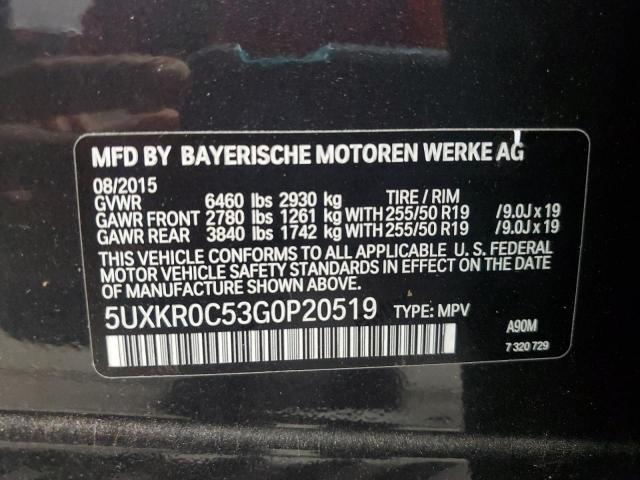 MFD BY BAYERISCHE MOTOREN WERKE AG
08/2015
GVWR 6460 lbs 2930 kg TIRE / RIM
GAWR FRONT 2780 lbs 1261 kg WITH 255/50 R19 /9.0J x 19
GAWR REAR 3840 lbs 1742 kg WITH 255/50 R19 /9.0J x 19
THIS VEHICLE CONFORMS TO ALL APPLICABLE U. S. FEDERAL
MOTOR VEHICLE SAFETY STANDARDS IN EFFECT ON THE DATE
OF MANUFACTURE SHOWN ABOVE.
5UXKR0C53G0P20519 TYPE: MPV
A90M
7 320 729